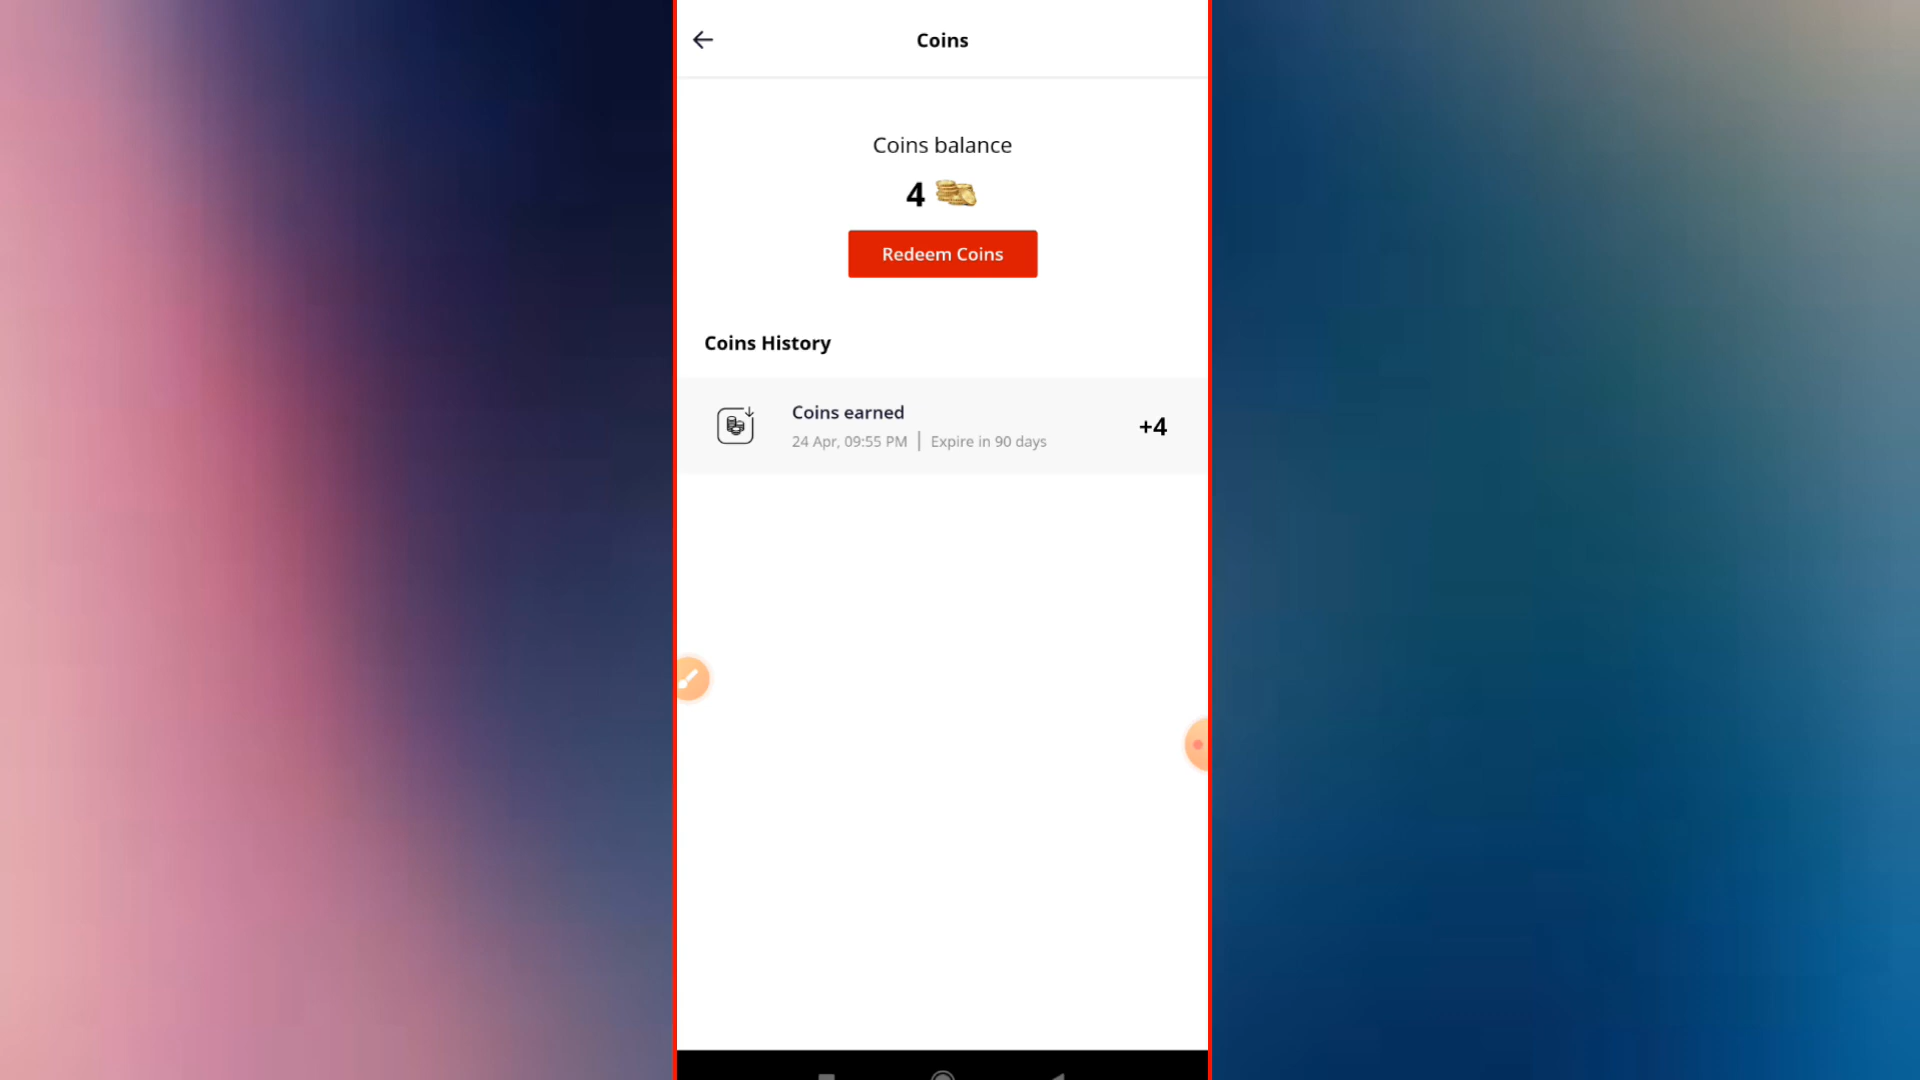 Coins
Coins balance
4
Redeem Coins
Coins History
Coins earned
24 Apr, 09:55 PM | Expire in 90 days
+4